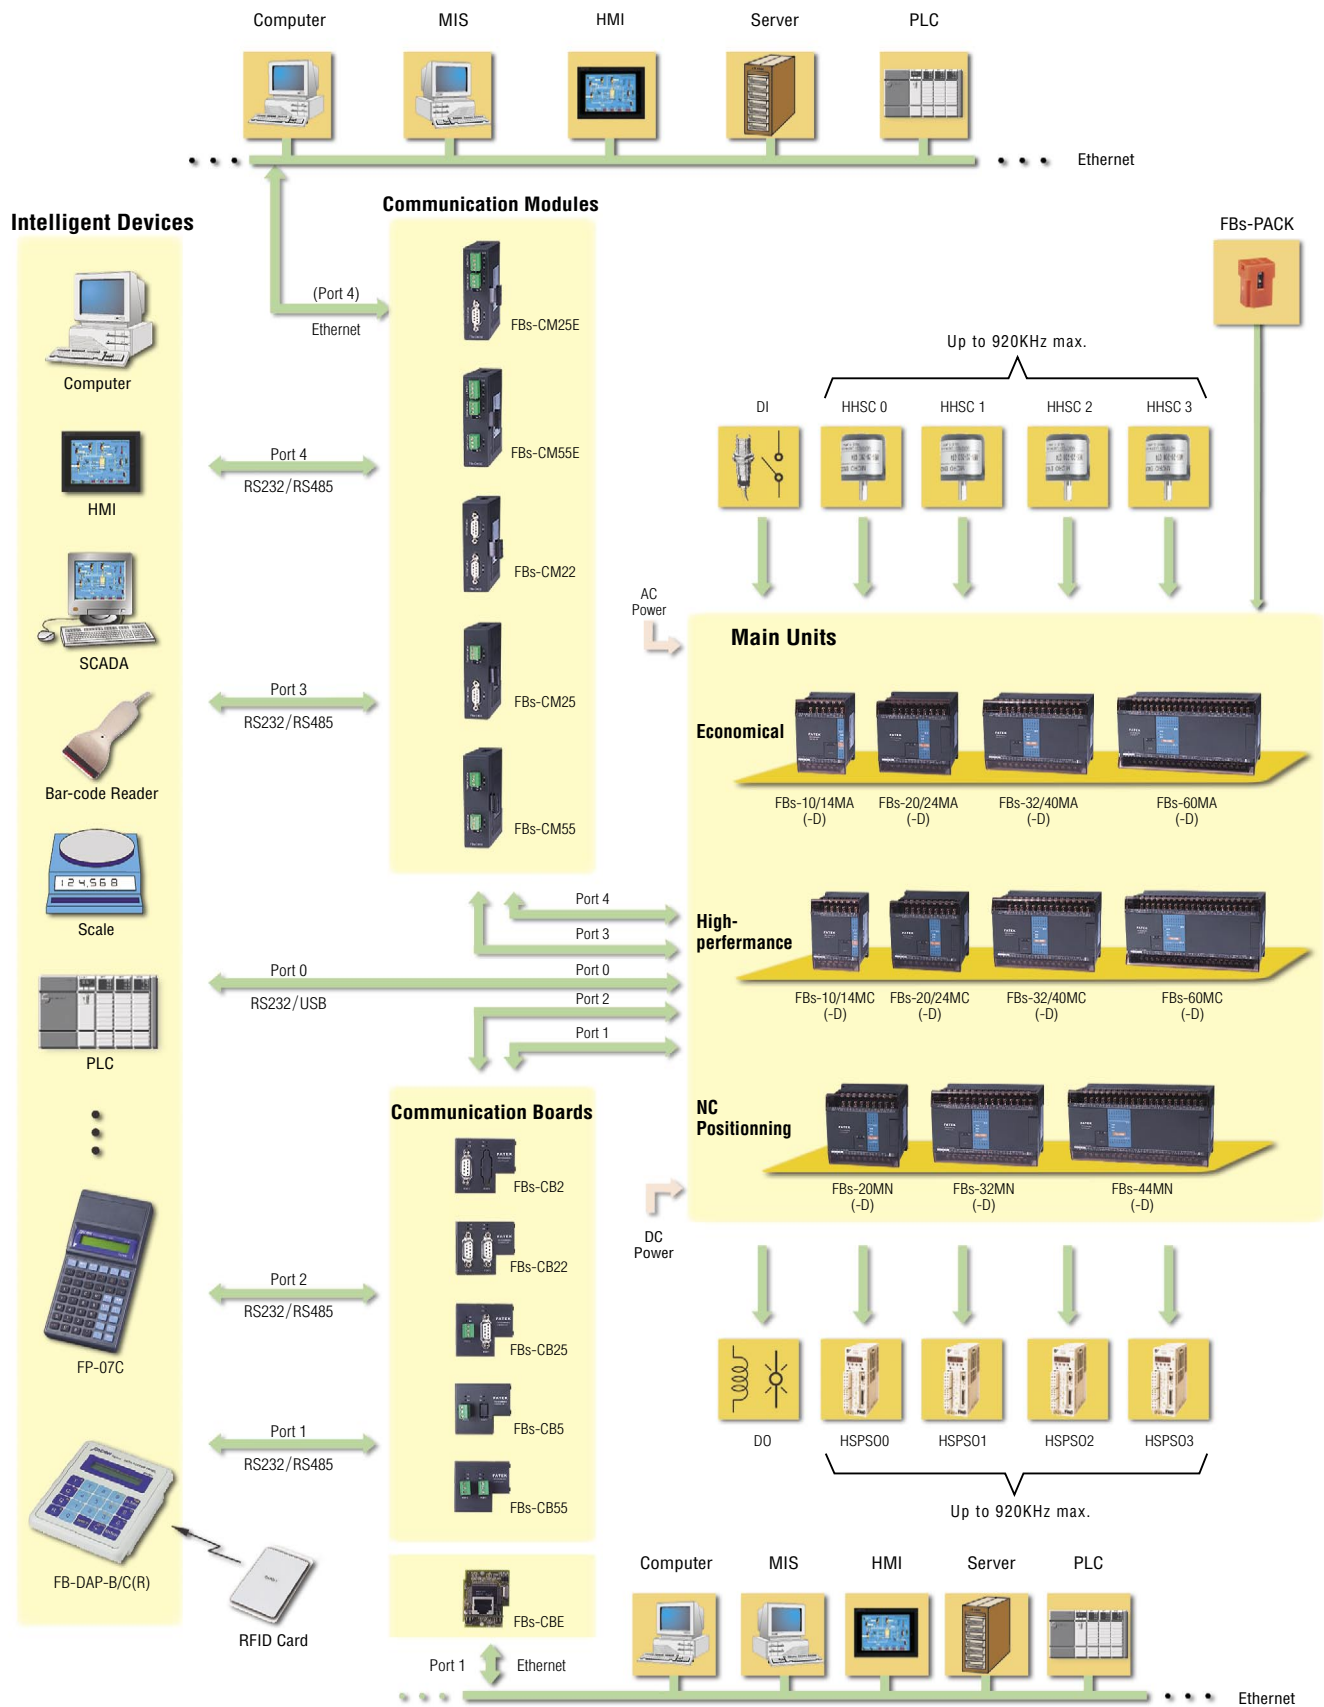 Computer
MIS
HMI
Server
PLC
Ethernet
Intelligent Devices
Communication Modules
FBs-PACK
(Port 4)
Ethernet
FBs-CM25E
Computer
Up to 920KHz max.
DI
HHSC 0
HHSC 1
HHSC 2
HHSC 3
Port 4
RS232/RS485
FBs-CM55E
HMI
FBs-CM22
AC
Power
Main Units
SCADA
Port 3
RS232/RS485
FBs-CM25
Economical
Bar-code Reader
FBs-10/14MA
(-D)
FBs-20/24MA
(-D)
FBs-32/40MA
(-D)
FBs-60MA
(-D)
FBs-CM55
124,568
Scale
Port 4
Port 3
High-
perfermance
Port 0
RS232/USB
Port 0
Port 2
Port 1
FBs-10/14MC
(-D)
FBs-20/24MC
(-D)
FBs-32/40MC
(-D)
FBs-60MC
(-D)
PLC
Communication Boards
NC
Positionning
FATEK
FBs-CB2
FBs-20MN
(-D)
FBs-32MN
(-D)
FBs-44MN
(-D)
DC
Power
FATEK
FBs-CB22
Port 2
RS232/RS485
FATEK
FBs-CB25
FP-07C
FATEK
FBs-CB5
Port 1
RS232/RS485
DO
HSPSO0
HSPSO1
HSPSO2
HSPSO3
FATEK
FBs-CB55
Up to 920KHz max.
FB-DAP-B/C(R)
RFID Card
FBs-CBE
Computer
MIS
HMI
Server
PLC
Port 1
Ethernet
Ethernet